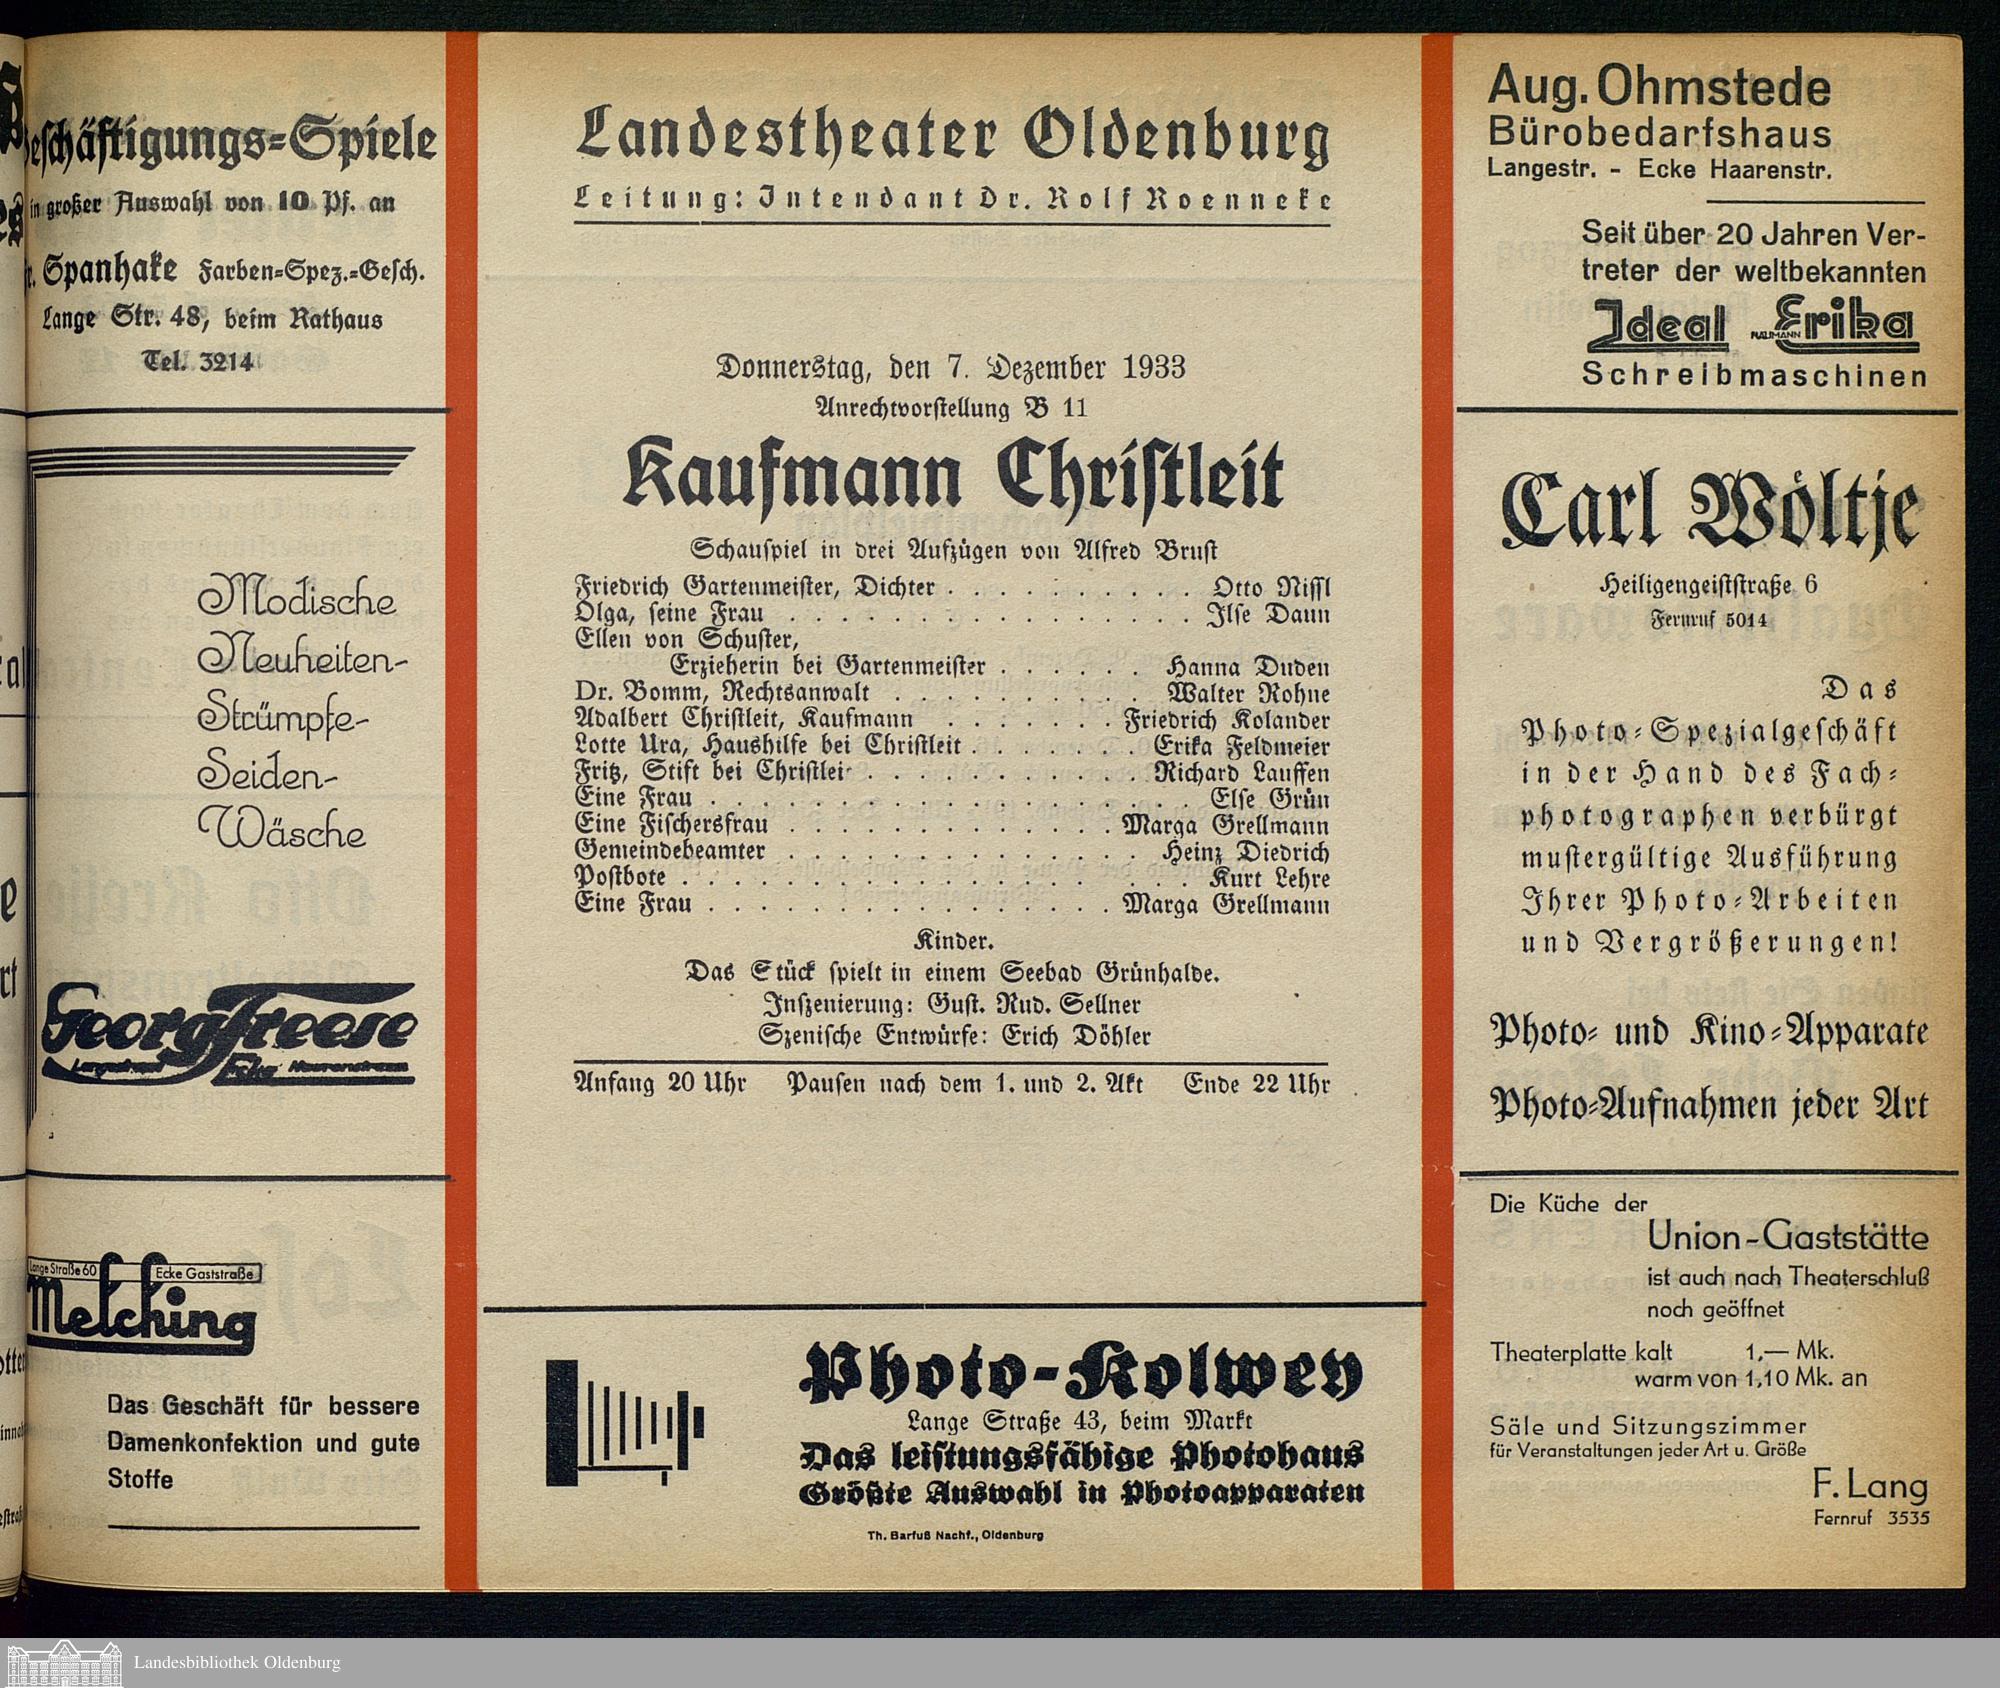 Beschäftigungs-Spiele
in großer Auswahl von 10 Pf. an
Fr. Spanhake Farben-Spez.-Gesch.
Lange Str. 48, beim Rathaus
Tel. 3214
Modische
Neuheiten-
Strümpfe-
Seiden-
Wäsche
Georg Freese
Langestrasse Ecke Haarenstrasse
Lange Straße 60 Ecke Gaststraße
Melching
Das Geschäft für bessere
Damenkonfektion und gute
Stoffe
Landestheater Oldenburg
Leitung: Intendant Dr. Rolf Roenneke
Donnerstag, den 7. Dezember 1933
Anrechtvorstellung B 11
Kaufmann Christleit
Schauspiel in drei Aufzügen von Alfred Brust
Friedrich Gartenmeister, Dichter . . . . . . . . . . Otto Nissl
Olga, seine Frau . . . . . . . . . . . . . . . . Ilse Daun
Ellen von Schuster,
Erzieherin bei Gartenmeister . . . . . . Hanna Duden
Dr. Bomm, Rechtsanwalt . . . . . . . . . . Walter Rohne
Adalbert Christleit, Kaufmann . . . . . . . Friedrich Kolander
Lotte Ura, Haushilfe bei Christleit . . . . . . . Erika Feldmeier
Fritz, Stift bei Christlei . . . . . . . . . . . Richard Lauffen
Eine Frau . . . . . . . . . . . . . . . . . . . Else Grün
Eine Fischersfrau . . . . . . . . . . . . . Marga Grellmann
Gemeindebeamter . . . . . . . . . . . . . . Heinz Diedrich
Postbote . . . . . . . . . . . . . . . . . . . Kurt Lehre
Eine Frau . . . . . . . . . . . . . . . . Marga Grellmann
Kinder.
Das Stück spielt in einem Seebad Grünhalde.
Inszenierung: Gust. Rud. Sellner
Szenische Entwürfe: Erich Döhler
Anfang 20 Uhr Pausen nach dem 1. und 2. Akt Ende 22 Uhr
Photo-Kolwey
Lange Straße 43, beim Markt
Das leistungsfähige Photohaus
Größte Auswahl in Photoapparaten
Th. Barfuß Nachf., Oldenburg
Aug. Ohmstede
Bürobedarfshaus
Langestr. - Ecke Haarenstr.
Seit über 20 Jahren Ver-
treter der weltbekannten
Ideal NAUMANN Erika
Schreibmaschinen
Carl Wöltje
Heiligengeiststraße 6
Fernruf 5014
Das
Photo-Spezialgeschäft
in der Hand des Fach-
photographen verbürgt
mustergültige Ausführung
Ihrer Photo-Arbeiten
und Vergrößerungen!
Photo- und Kino-Apparate
Photo-Aufnahmen jeder Art
Die Küche der
Union-Gaststätte
ist auch nach Theaterschluß
noch geöffnet
Theaterplatte kalt 1,— Mk.
warm von 1,10 Mk. an
Säle und Sitzungszimmer
für Veranstaltungen jeder Art u. Größe
F. Lang
Fernruf 3535
Landesbibliothek Oldenburg